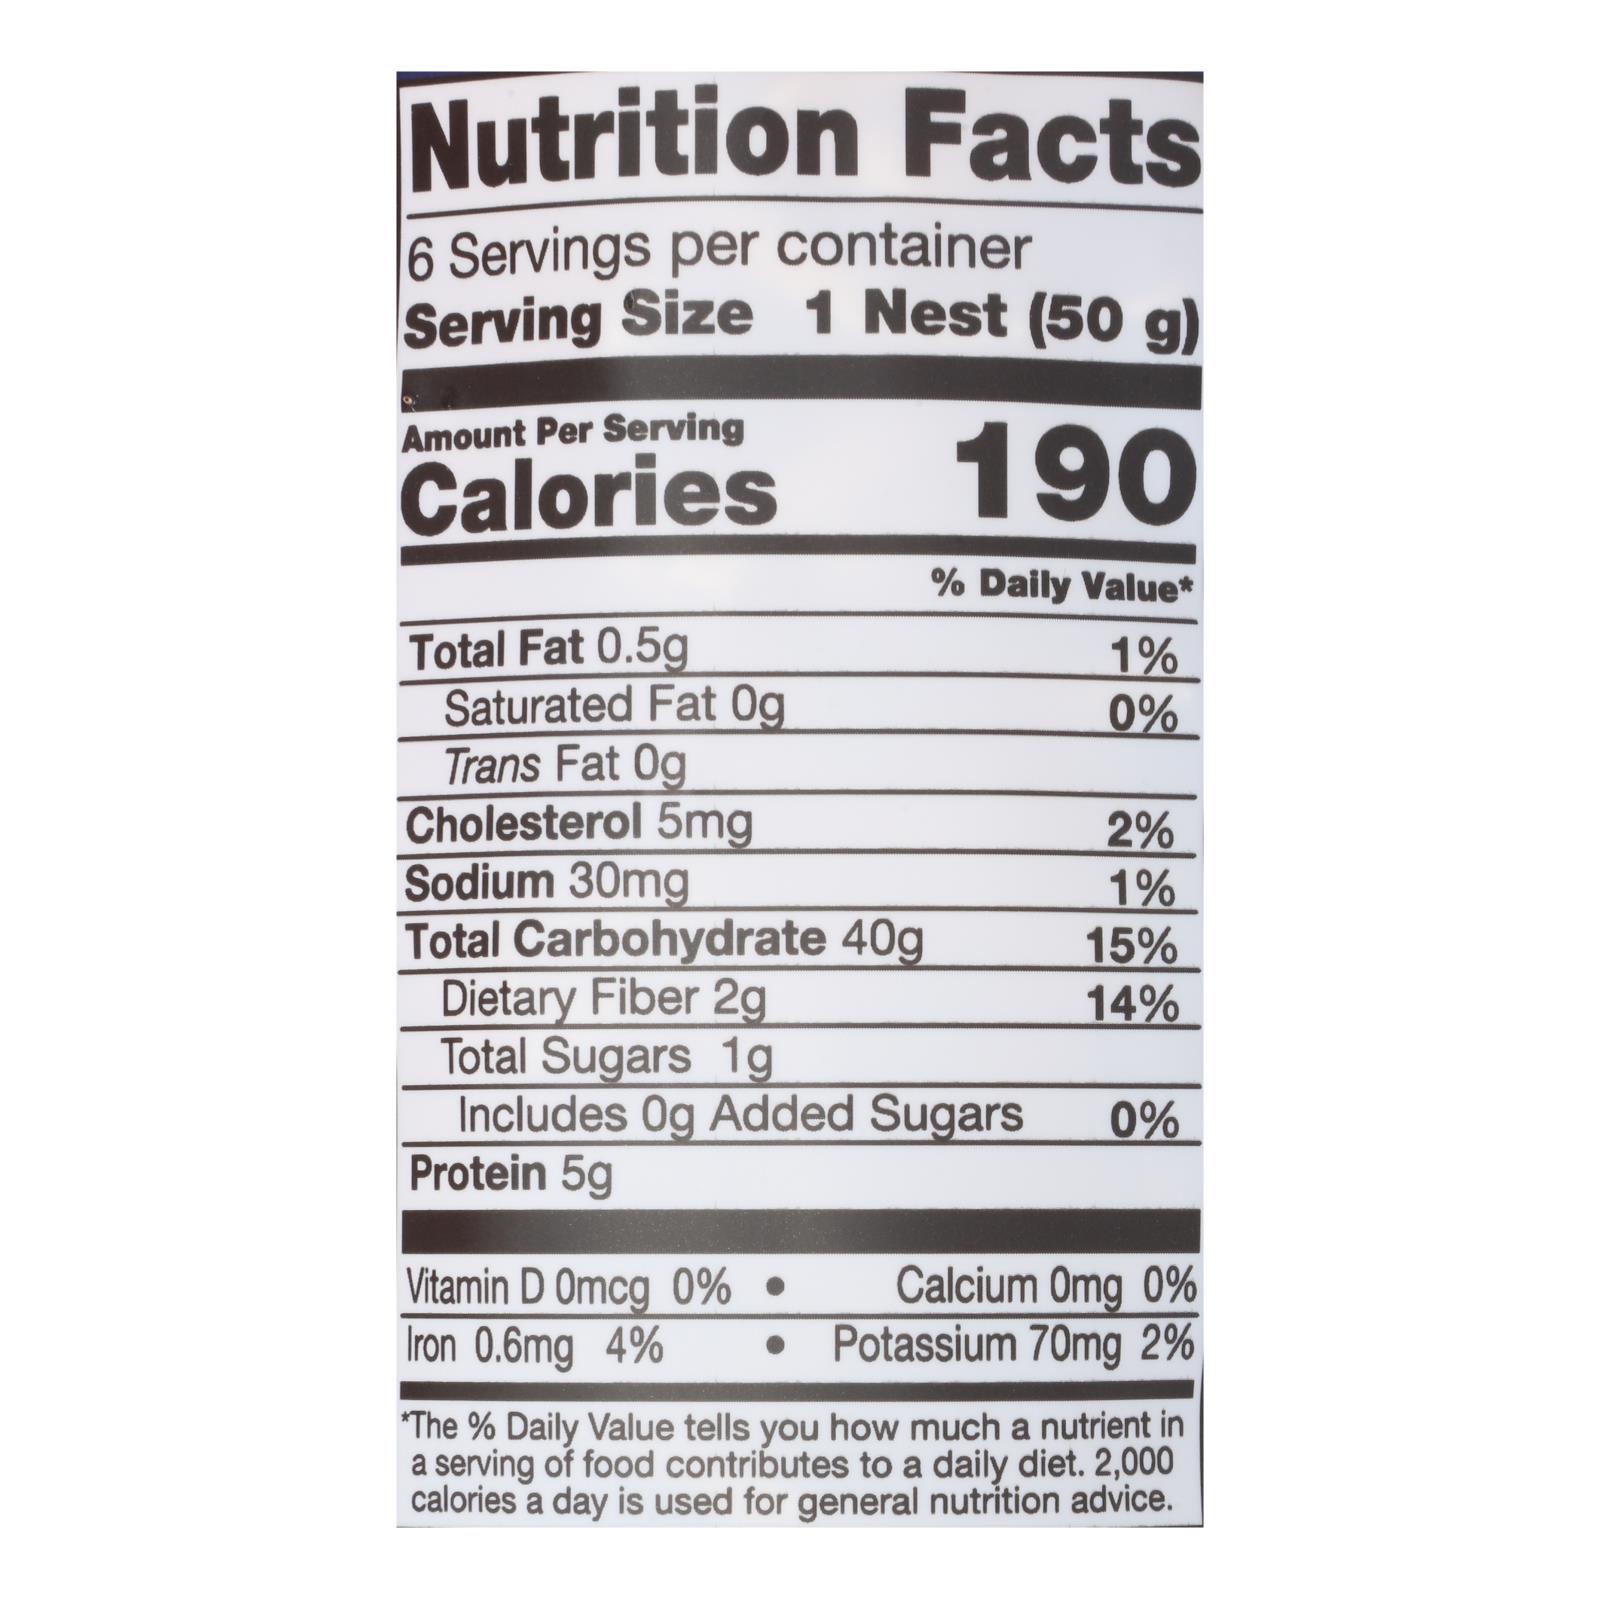 Nutrition Facts
6 Servings per container
Serving Size 1 Nest (50 g)
Amount Per Serving
Calories 190
% Daily Value*
Total Fat 0.5g 1%
Saturated Fat 0g 0%
Trans Fat 0g
Cholesterol 5mg 2%
Sodium 30mg 1%
Total Carbohydrate 40g 15%
Dietary Fiber 2g 14%
Total Sugars 1g
Includes 0g Added Sugars 0%
Protein 5g
Vitamin D 0mcg 0% • Calcium 0mg 0%
Iron 0.6mg 4% • Potassium 70mg 2%
*The % Daily Value tells you how much a nutrient in
a serving of food contributes to a daily diet. 2,000
calories a day is used for general nutrition advice.